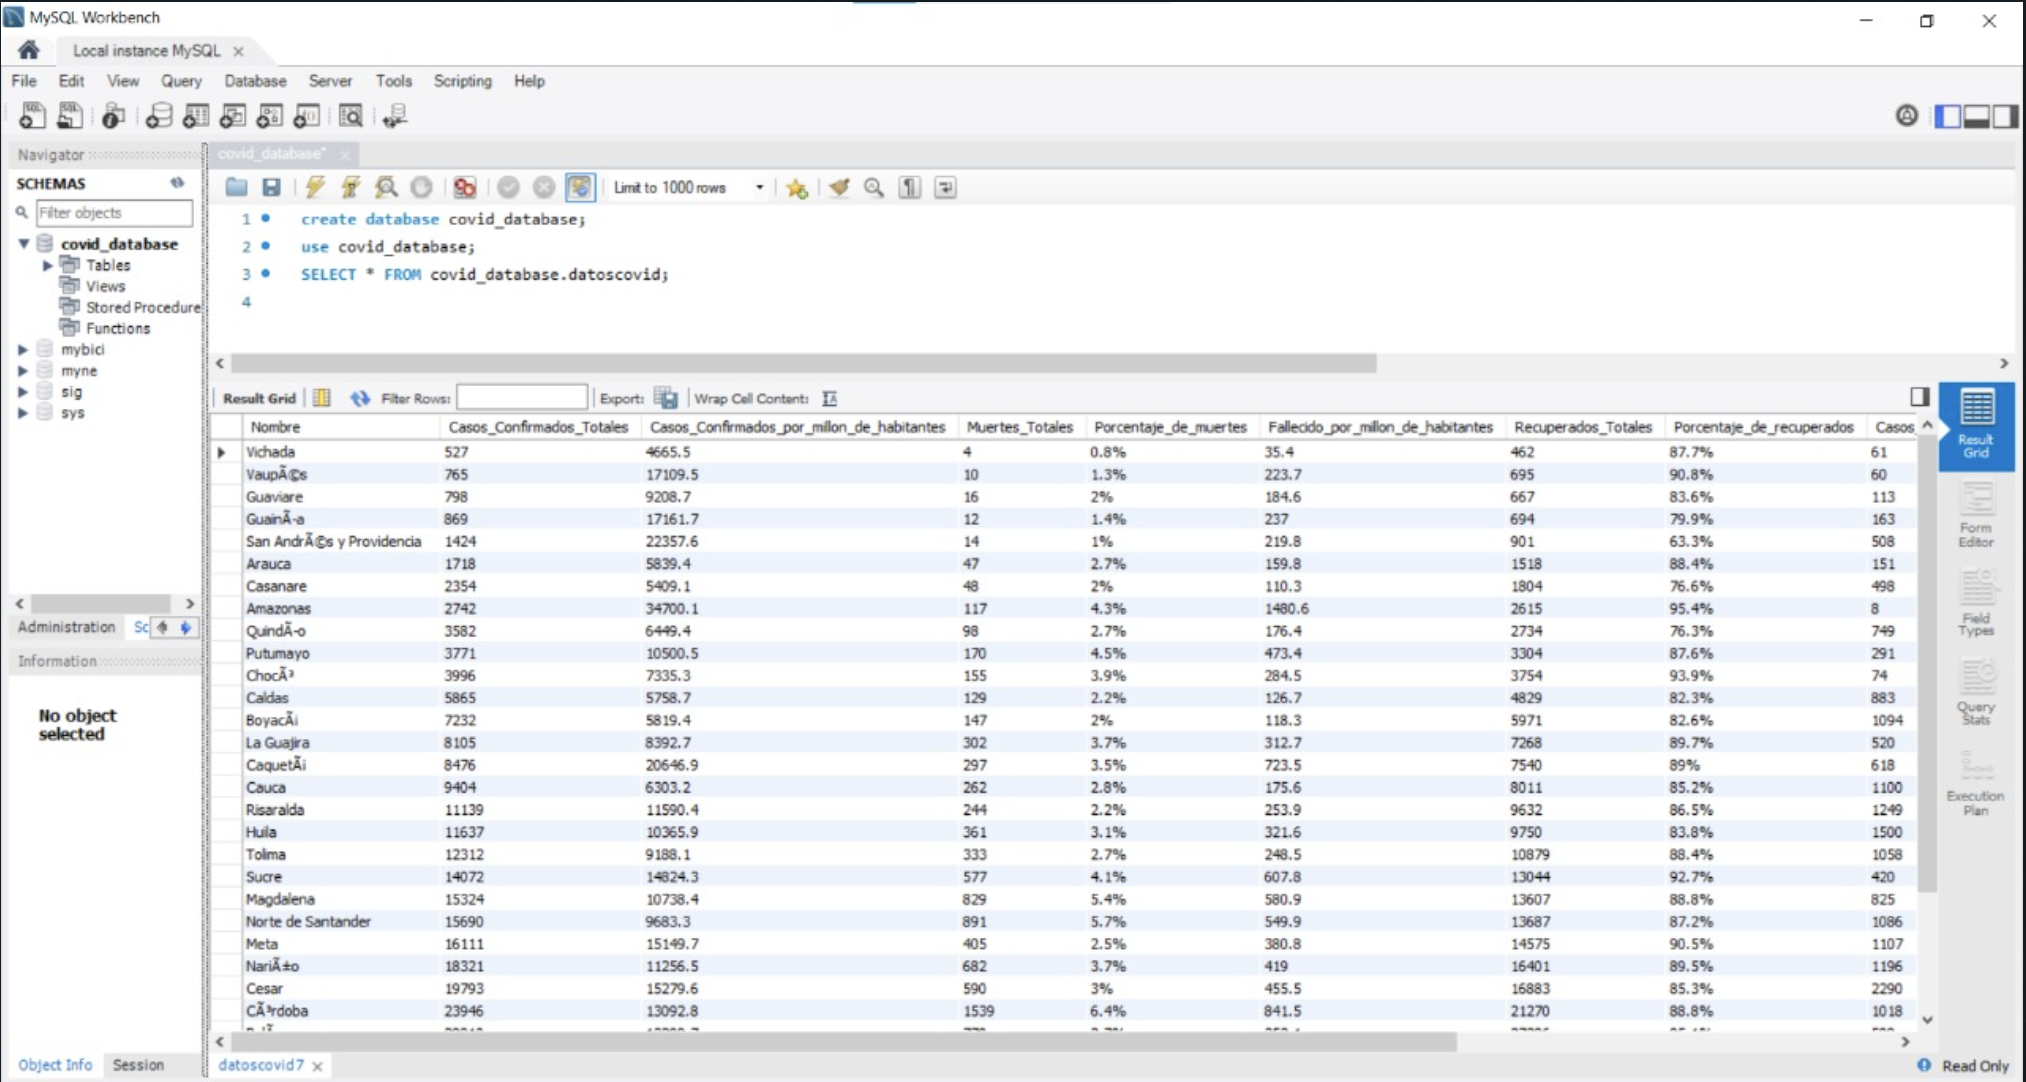 MySQL Workbench
Local instance MySQL
File Edit View Query Database Server Tools Scripting Help
Navigator
covid_database*
SCHEMAS
Limit to 1000 rows
Filter objects
1 create database covid_database;
2 use covid_database;
3 SELECT * FROM covid_database.datoscovid;
4
covid_database
Tables
Views
Stored Procedure
Functions
mybici
myne
sig
sys
Administration Sc
Information
No object
selected
Object Info Session
Result Grid Filter Rows: Export: Wrap Cell Content:
Nombre Casos_Confirmados_Totales Casos_Confirmados_por_millon_de_habitantes Muertes_Totales Porcentaje_de_muertes Fallecido_por_millon_de_habitantes Recuperados_Totales Porcentaje_de_recuperados Casos_
Vichada 527 4665.5 4 0.8% 35.4 462 87.7% 61
VaupÃ©s 765 17109.5 10 1.3% 223.7 695 90.8% 60
Guaviare 798 9208.7 16 2% 184.6 667 83.6% 113
GuainÃ-a 869 17161.7 12 1.4% 237 694 79.9% 163
San AndrÃ©s y Providencia 1424 22357.6 14 1% 219.8 901 63.3% 508
Arauca 1718 5839.4 47 2.7% 159.8 1518 88.4% 151
Casanare 2354 5409.1 48 2% 110.3 1804 76.6% 498
Amazonas 2742 34700.1 117 4.3% 1480.6 2615 95.4% 8
QuindÃ-o 3582 6449.4 98 2.7% 176.4 2734 76.3% 749
Putumayo 3771 10500.5 170 4.5% 473.4 3304 87.6% 291
ChocÃ³ 3996 7335.3 155 3.9% 284.5 3754 93.9% 74
Caldas 5865 5758.7 129 2.2% 126.7 4829 82.3% 883
BoyacÃ¡ 7232 5819.4 147 2% 118.3 5971 82.6% 1094
La Guajira 8105 8392.7 302 3.7% 312.7 7268 89.7% 520
CaquetÃ¡ 8476 20646.9 297 3.5% 723.5 7540 89% 618
Cauca 9404 6303.2 262 2.8% 175.6 8011 85.2% 1100
Risaralda 11139 11590.4 244 2.2% 253.9 9632 86.5% 1249
Huila 11637 10365.9 361 3.1% 321.6 9750 83.8% 1500
Tolima 12312 9188.1 333 2.7% 248.5 10879 88.4% 1058
Sucre 14072 14824.3 577 4.1% 607.8 13044 92.7% 420
Magdalena 15324 10738.4 829 5.4% 580.9 13607 88.8% 825
Norte de Santander 15690 9683.3 891 5.7% 549.9 13687 87.2% 1086
Meta 16111 15149.7 405 2.5% 380.8 14575 90.5% 1107
NariÃ±o 18321 11256.5 682 3.7% 419 16401 89.5% 1196
Cesar 19793 15279.6 590 3% 455.5 16883 85.3% 2290
CÃ³rdoba 23946 13092.8 1539 6.4% 841.5 21270 88.8% 1018
Result
Grid
Form
Editor
Field
Types
Query
Stats
Execution
Plan
datoscovid7
Read Only